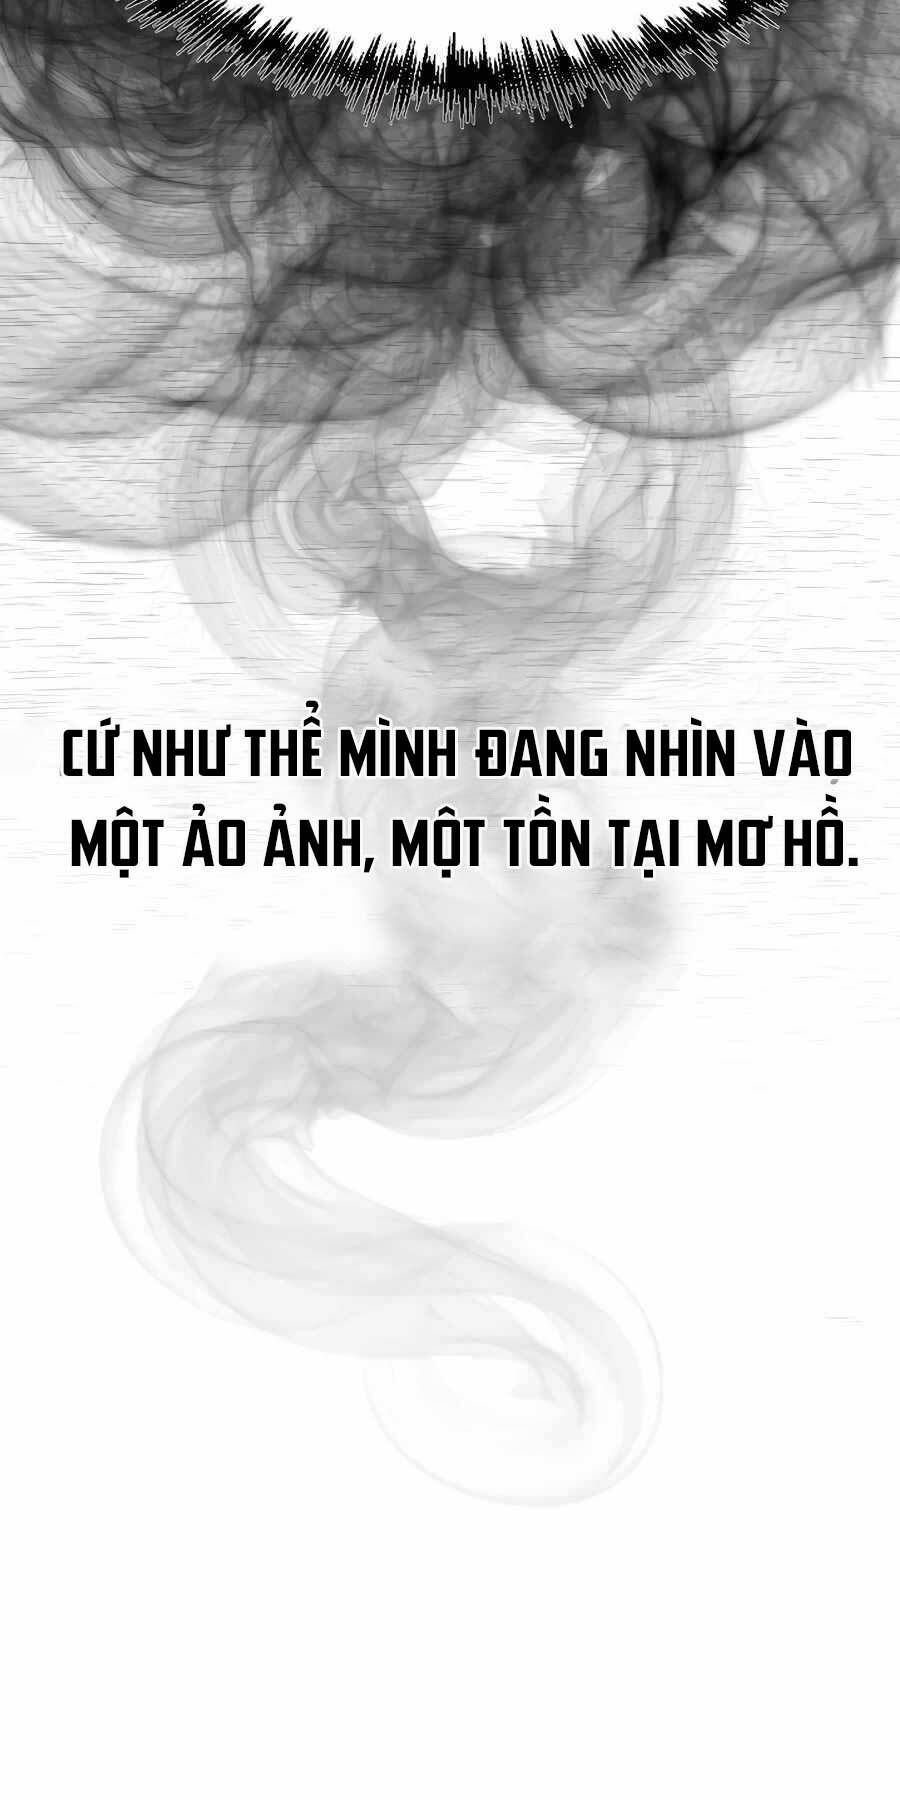 CỨ NHƯ THỂ MÌNH ĐANG NHÌN VÀO
MỘT ẢO ẢNH, MỘT TỒN TẠI MƠ HỒ.